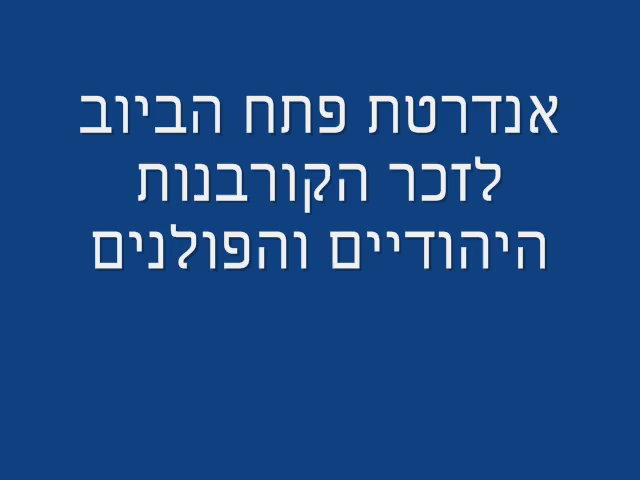 אנדרטת פתח הביוב
לזכר הקורבנות
היהודיים והפולנים